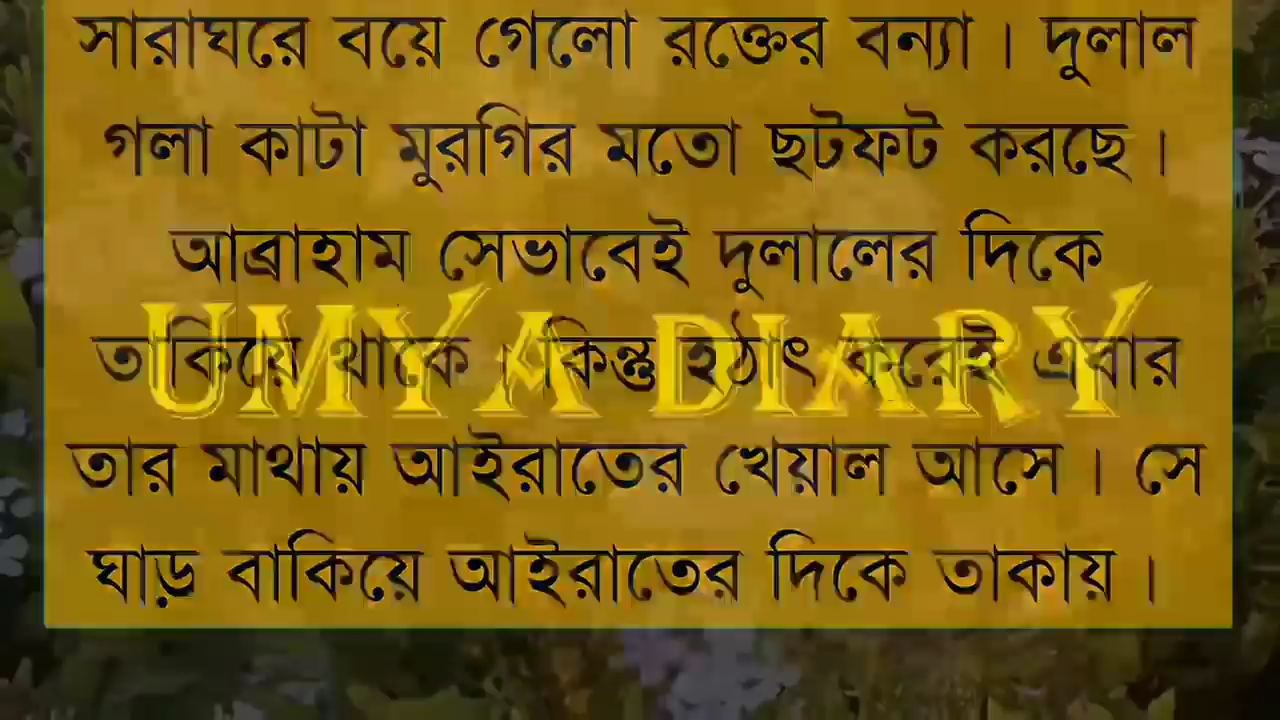 সারাঘরে বয়ে গেলো রক্তের বন্যা। দুলাল
গলা কাটা মুরগির মতো ছটফট করছে।
আব্রাহাম সেভাবেই দুলালের দিকে
তাকিয়ে থাকে। কিন্তু হঠাৎ করেই এবার
UMYA DIARY
তার মাথায় আইরাতের খেয়াল আসে। সে
ঘাড় বাকিয়ে আইরাতের দিকে তাকায়।